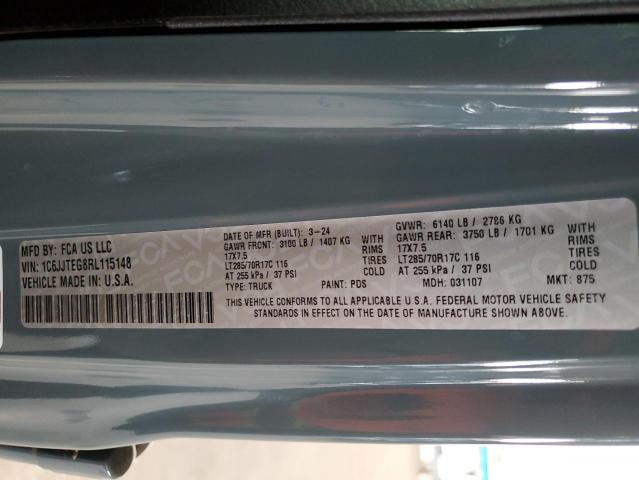 MFD BY: FCA US LLC
VIN: 1C6JJTEG8RL115148
VEHICLE MADE IN: U.S.A.
DATE OF MFR (BUILT): 3-24
GAWR FRONT: 3100 LB / 1407 KG WITH
17X7.5 RIMS
LT285/70R17C 116 TIRES
AT 255 kPa / 37 PSI COLD
TYPE: TRUCK PAINT: PDS
GVWR: 6140 LB / 2786 KG
GAWR REAR: 3750 LB / 1701 KG WITH
17X7.5 RIMS
LT285/70R17C 116 TIRES
AT 255 kPa / 37 PSI COLD
MDH: 031107 MKT: 875
THIS VEHICLE CONFORMS TO ALL APPLICABLE U.S.A. FEDERAL MOTOR VEHICLE SAFETY
STANDARDS IN EFFECT ON THE DATE OF MANUFACTURE SHOWN ABOVE.